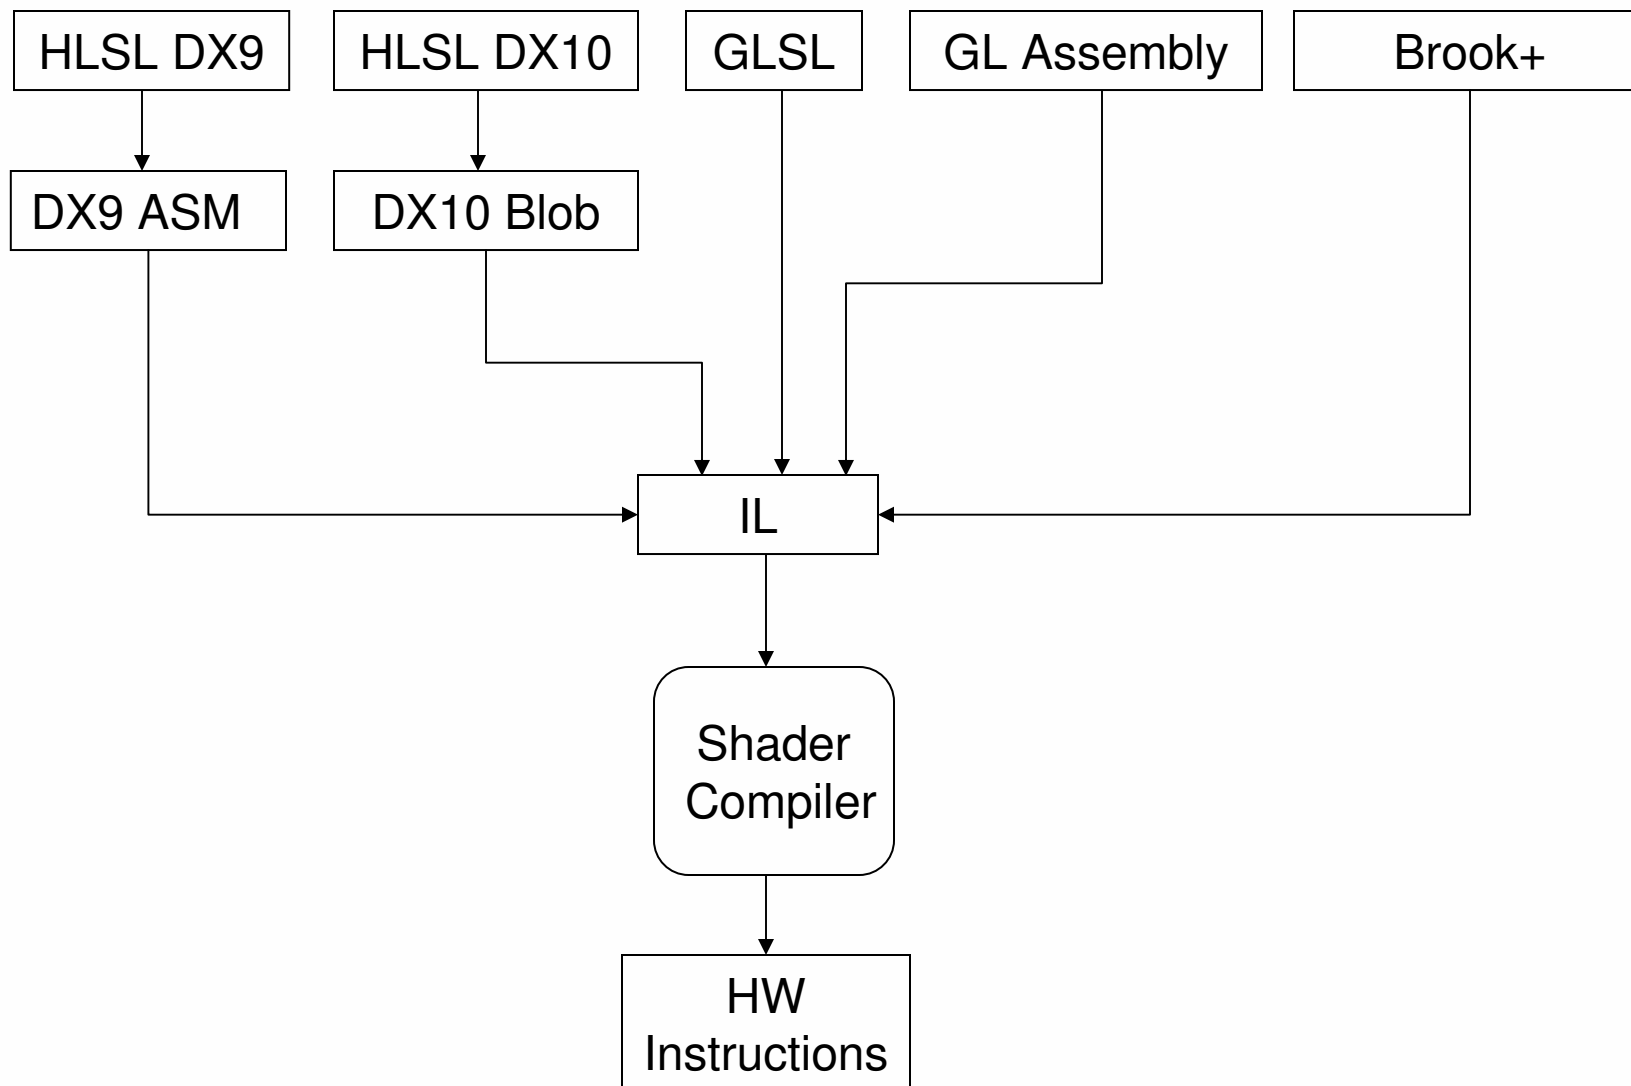 HLSL DX9
HLSL DX10
GLSL
GL Assembly
Brook+
DX9 ASM
DX10 Blob
IL
Shader
Compiler
HW
Instructions